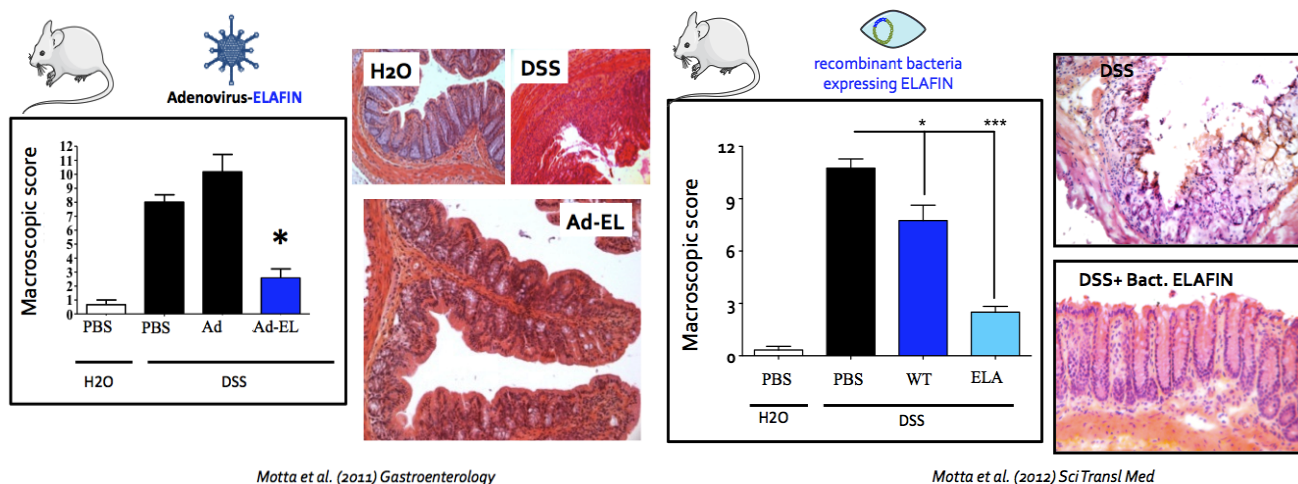 Adenovirus-ELAFIN
Macroscopic score
12
11
10
9
8
7
6
5
4
3
2
1
0
*
PBS
PBS
Ad
Ad-EL
H2O
DSS
H2O
DSS
Ad-EL
Motta et al. (2011) Gastroenterology
recombinant bacteria
expressing ELAFIN
Macroscopic score
12
9
6
3
0
*
***
PBS
PBS
WT
ELA
H2O
DSS
DSS
DSS+ Bact. ELAFIN
Motta et al. (2012) Sci Transl Med